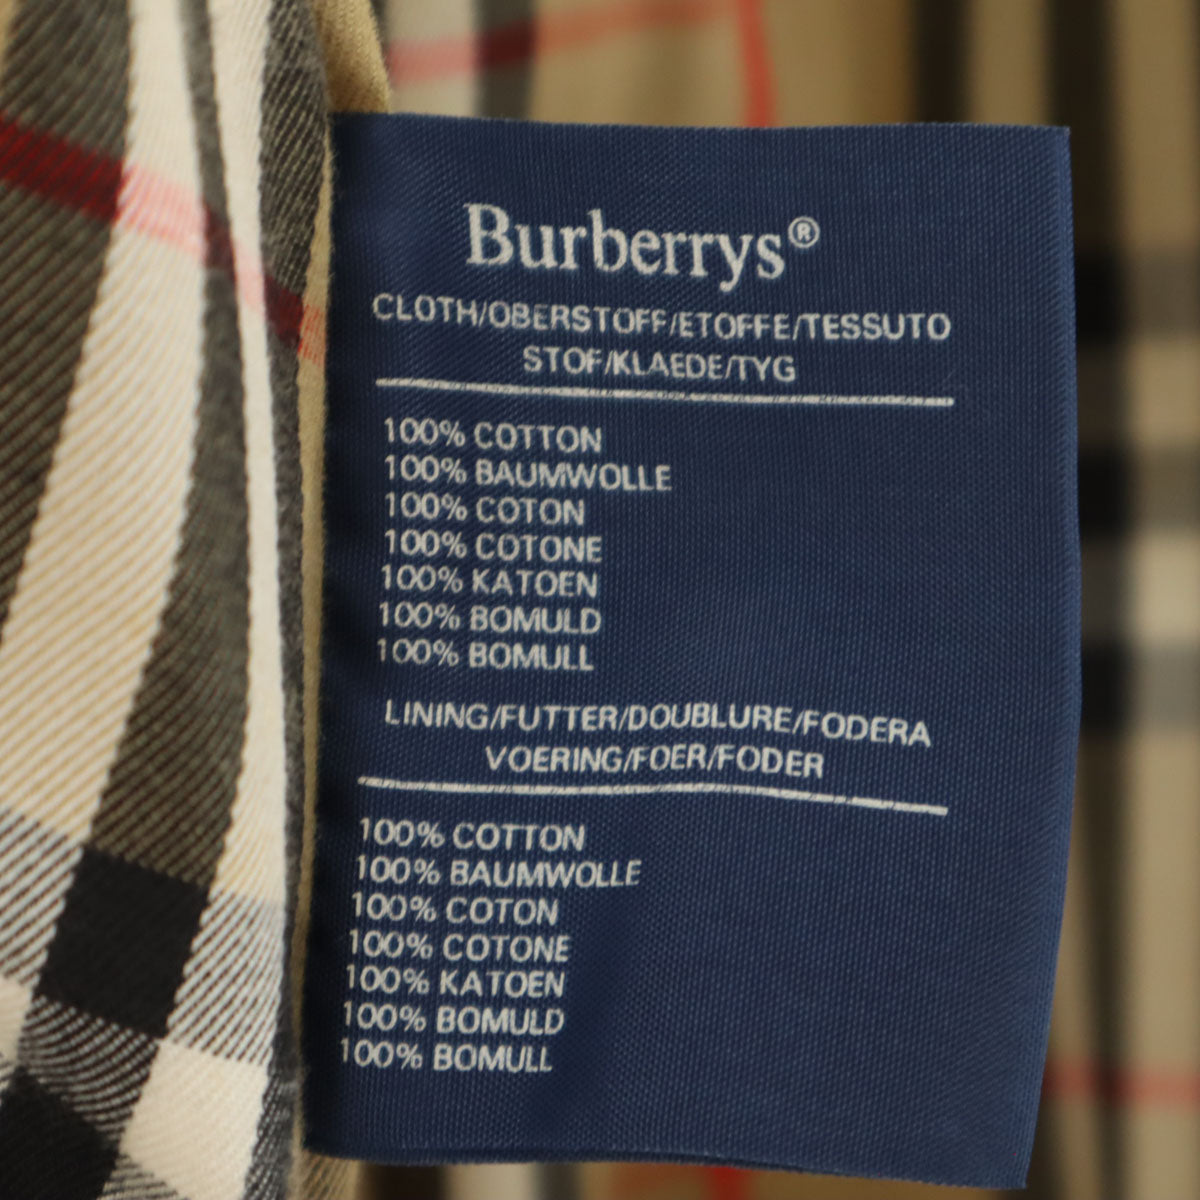 Burberrys®
CLOTH/OBERSTOFF/ETOFFE/TESSUTO
STOF/KLAEDE/TYG
100% COTTON
100% BAUMWOLLE
100% COTON
100% COTONE
100% KATOEN
100% BOMULD
100% BOMULL
LINING/FUTTER/DOUBLURE/FODERA
VOERING/FOER/FODER
100% COTTON
100% BAUMWOLLE
100% COTON
100% COTONE
100% KATOEN
100% BOMULD
100% BOMULL